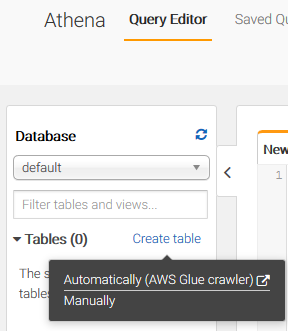 Athena
Query Editor
Saved Qu
Database
default
Filter tables and views...
Tables (0)
Create table
The s
tables
Automatically (AWS Glue crawler)
Manually
New
1